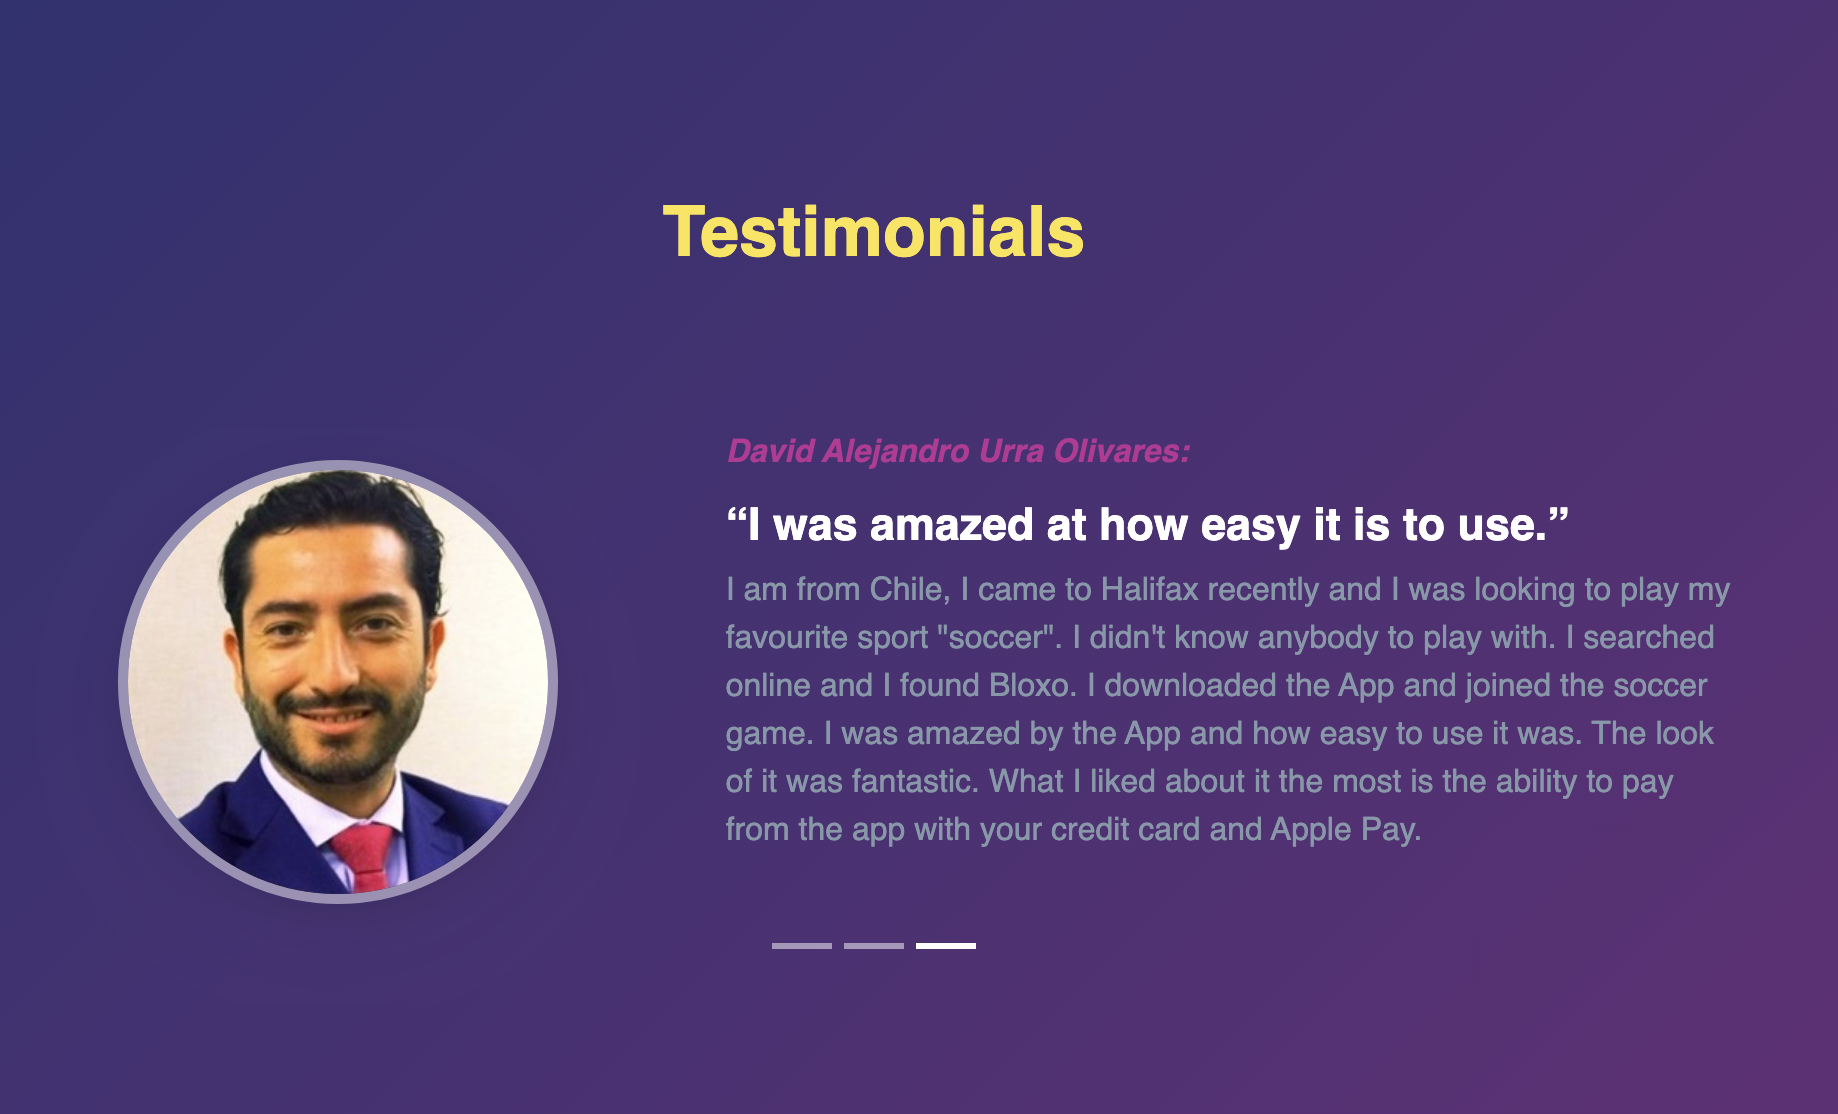 Testimonials
David Alejandro Urra Olivares:
“I was amazed at how easy it is to use.”
I am from Chile, I came to Halifax recently and I was looking to play my
favourite sport "soccer". I didn't know anybody to play with. I searched
online and I found Bloxo. I downloaded the App and joined the soccer
game. I was amazed by the App and how easy to use it was. The look
of it was fantastic. What I liked about it the most is the ability to pay
from the app with your credit card and Apple Pay.